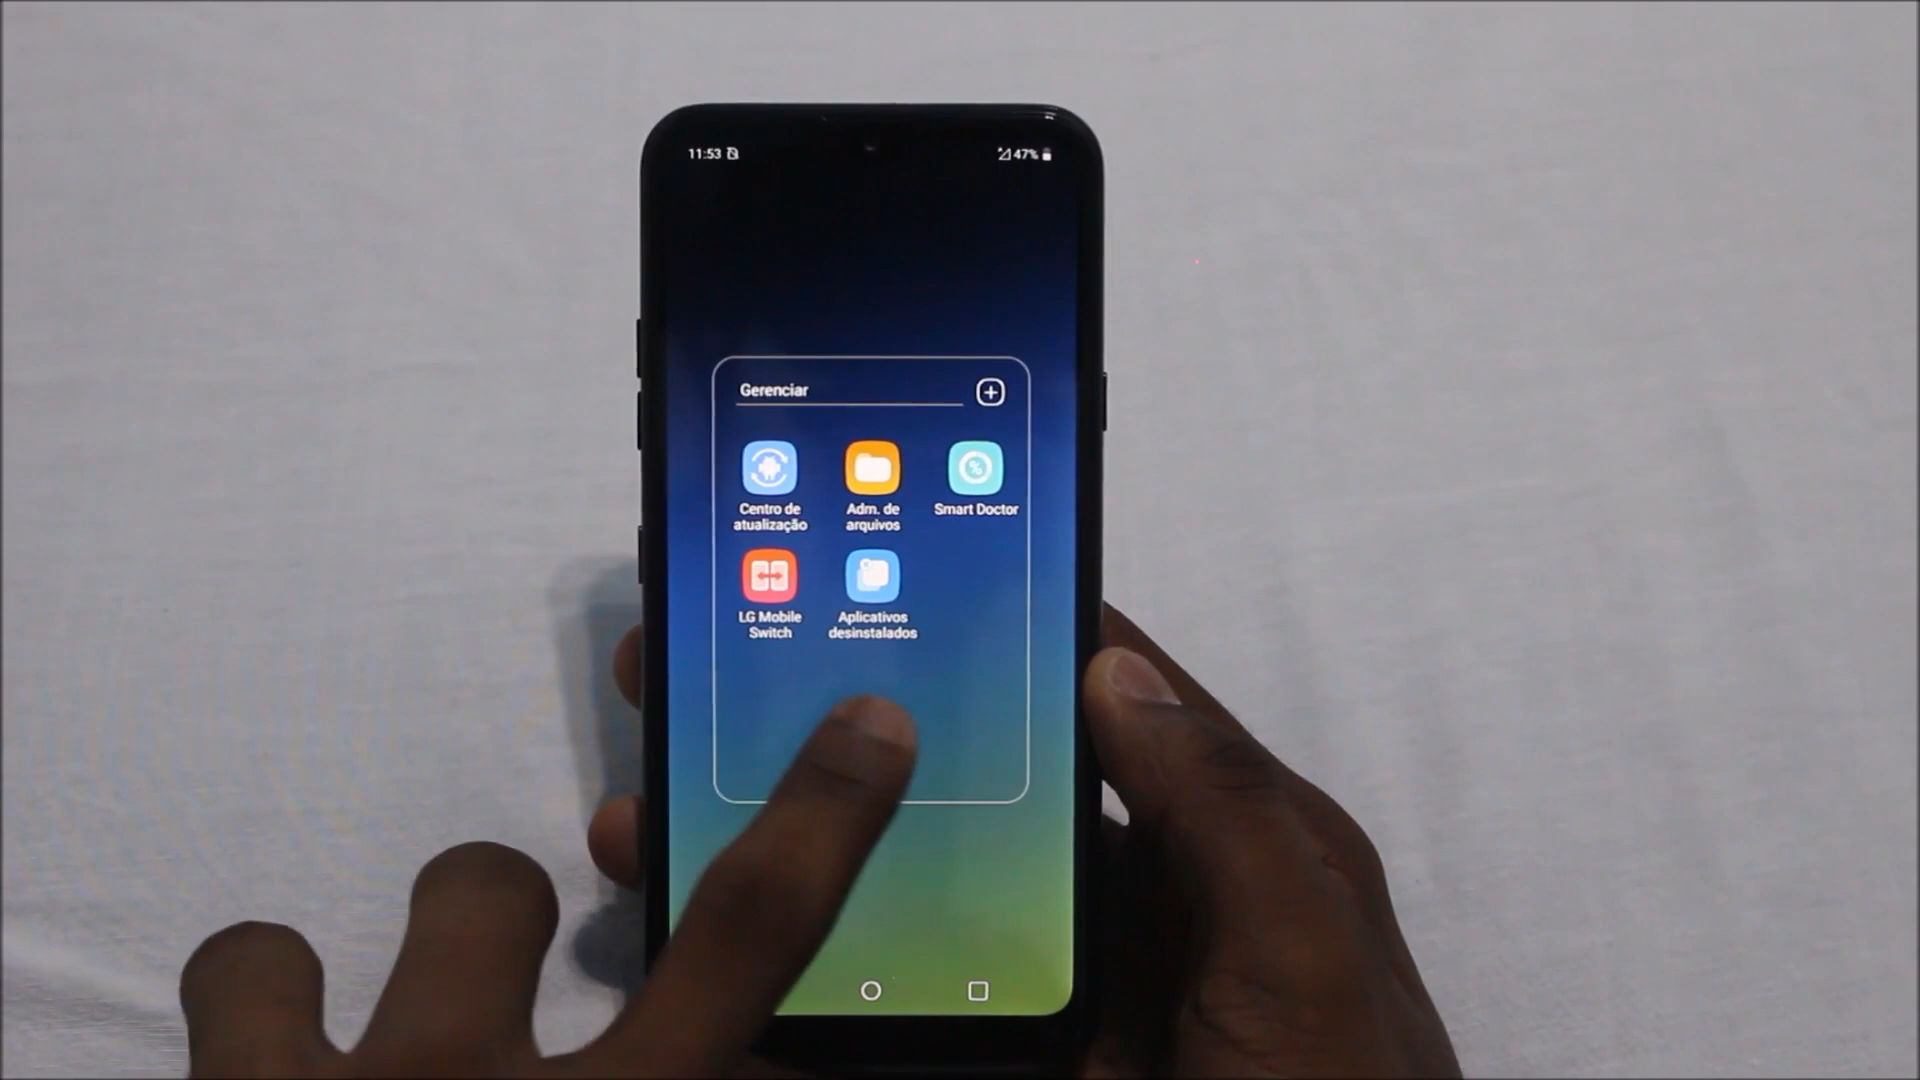 11:53 47%
Gerenciar
Centro de
atualização
Adm. de
arquivos
Smart Doctor
LG Mobile
Switch
Aplicativos
desinstalados